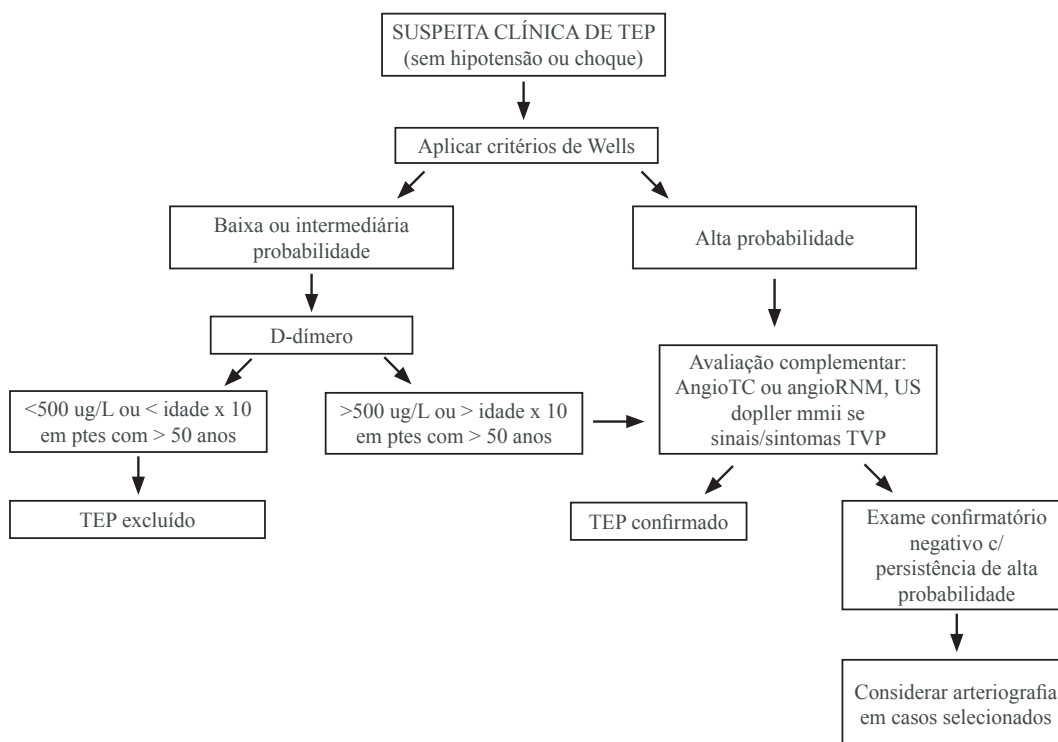 SUSPEITA CLÍNICA DE TEP
(sem hipotensão ou choque)
Aplicar critérios de Wells
Baixa ou intermediária
probabilidade
Alta probabilidade
D-dímero
<500 ug/L ou < idade x 10
em ptes com > 50 anos
>500 ug/L ou > idade x 10
em ptes com > 50 anos
Avaliação complementar:
AngioTC ou angioRNM, US
dopller mmii se
sinais/sintomas TVP
TEP excluído
TEP confirmado
Exame confirmatório
negativo c/
persistência de alta
probabilidade
Considerar arteriografia
em casos selecionados